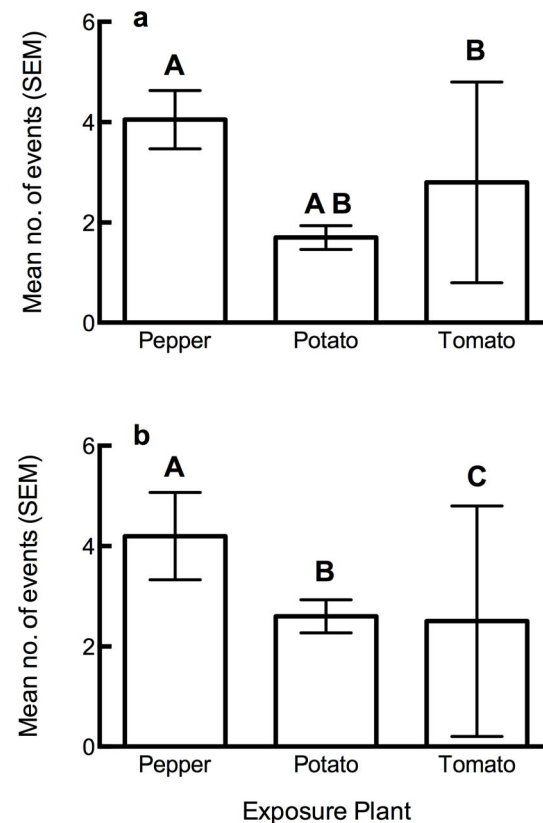 a
Mean no. of events (SEM)
6
4
2
0
A
A B
B
Pepper Potato Tomato
b
Mean no. of events (SEM)
6
4
2
0
A
B
C
Pepper Potato Tomato
Exposure Plant